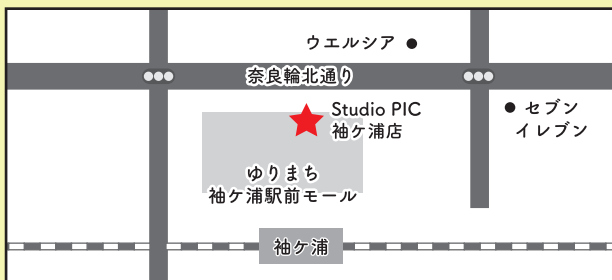 ウエルシア
奈良輪北通り
Studio PIC
袖ケ浦店
セブン
イレブン
ゆりまち
袖ケ浦駅前モール
袖ケ浦